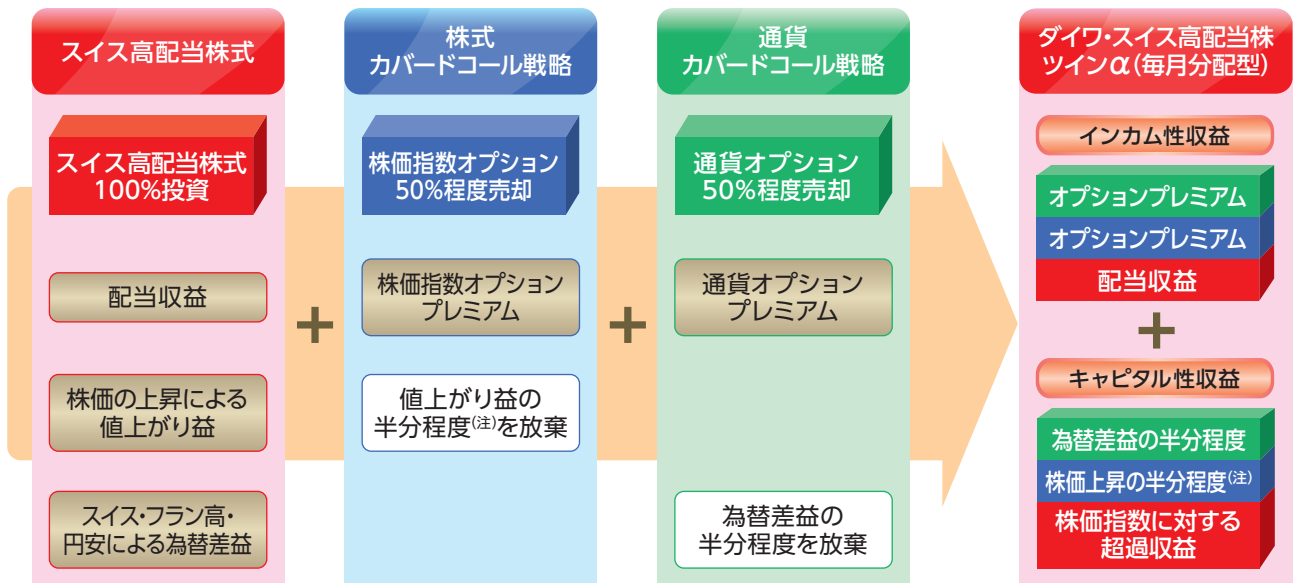 スイス高配当株式
スイス高配当株式
100%投資
配当収益
株価の上昇による
値上がり益
スイス・フラン高・
円安による為替差益
+
株式
カバードコール戦略
株価指数オプション
50%程度売却
株価指数オプション
プレミアム
値上がり益の
半分程度(注)を放棄
+
通貨
カバードコール戦略
通貨オプション
50%程度売却
通貨オプション
プレミアム
為替差益の
半分程度を放棄
ダイワ・スイス高配当株
ツインα(毎月分配型)
インカム性収益
オプションプレミアム
オプションプレミアム
配当収益
+
キャピタル性収益
為替差益の半分程度
株価上昇の半分程度(注)
株価指数に対する
超過収益